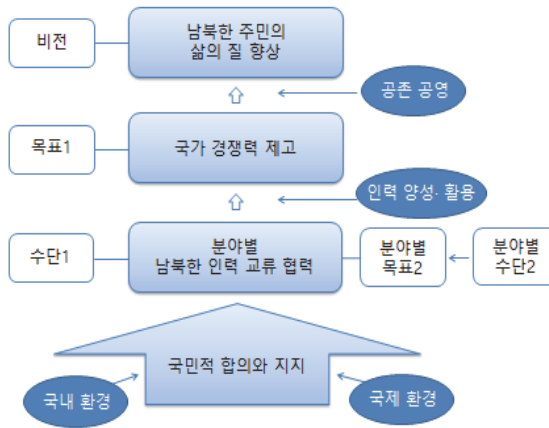 비전
남북한 주민의
삶의 질 향상
공존 공영
목표1
국가 경쟁력 제고
인력 양성· 활용
수단1
분야별
남북한 인력 교류 협력
분야별
목표2
분야별
수단2
국민적 합의와 지지
국내 환경
국제 환경